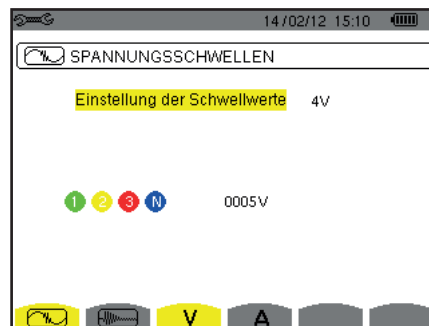 14/02/12 15:10
SPANNUNGSSCHWELLEN
Einstellung der Schwellwerte 4V
1 2 3 N 0005V
V A